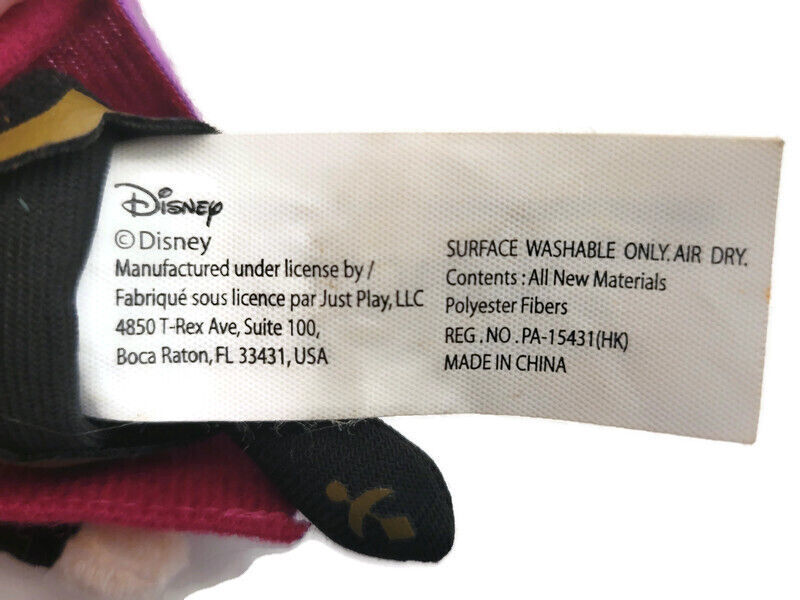 Disney
©Disney
Manufactured under license by /
Fabriqué sous licence par Just Play, LLC
4850 T-Rex Ave, Suite 100,
Boca Raton, FL 33431, USA
SURFACE WASHABLE ONLY. AIR DRY.
Contents : All New Materials
Polyester Fibers
REG. NO. PA-15431(HK)
MADE IN CHINA